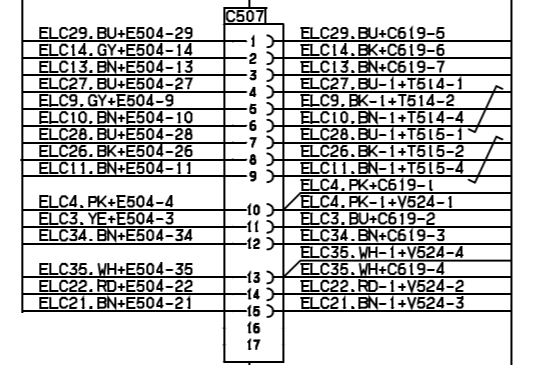 C507
ELC29.BU+E504-29 1 ELC29.BU+C619-5
ELC14.GY+E504-14 2 ELC14.BK+C619-6
ELC13.BN+E504-13 3 ELC13.BN+C619-7
ELC27.BU+E504-27 4 ELC27.BU-1+T514-1
ELC9.GY+E504-9 5 ELC9.BK-1+T514-2
ELC10.BN+E504-10 6 ELC10.BN-1+T514-4
ELC28.BU+E504-28 7 ELC28.BU-1+T515-1
ELC26.BK+E504-26 8 ELC26.BK-1+T515-2
ELC11.BN+E504-11 9 ELC11.BN-1+T515-4
ELC4.PK+C619-1
ELC4.PK+E504-4 10 ELC4.PK-1+V524-1
ELC3.YE+E504-3 11 ELC3.BU+C619-2
ELC34.BN+E504-34 12 ELC34.BN+C619-3
ELC35.WH-1+V524-4
ELC35.WH+E504-35 13 ELC35.WH+C619-4
ELC22.RD+E504-22 14 ELC22.RD-1+V524-2
ELC21.BN+E504-21 15 ELC21.BN-1+V524-3
16
17